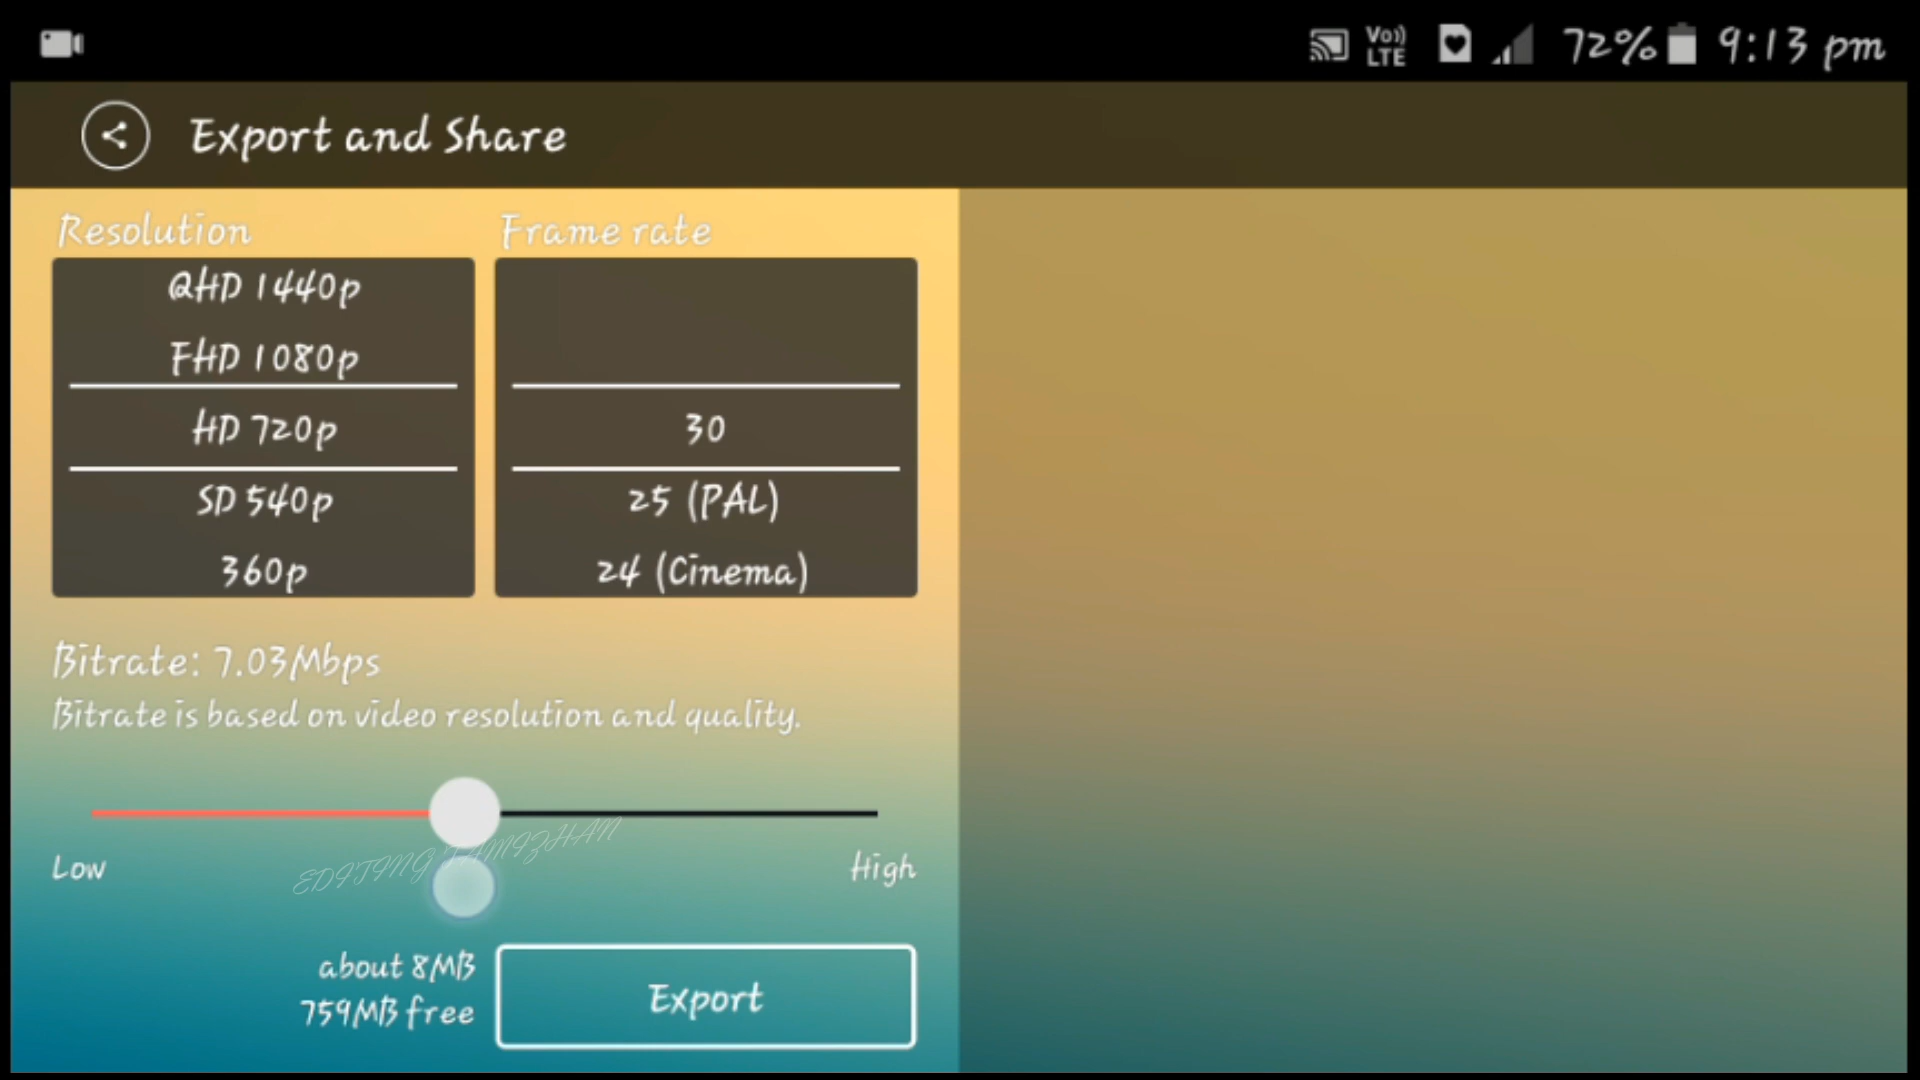 Vo)) LTE 72% 9:13 pm
Export and Share
Resolution
Frame rate
QHD 1440p
FHD 1080p
HD 720p
SD 540p
360p
30
25 (PAL)
24 (Cinema)
Bitrate: 7.03Mbps
Bitrate is based on video resolution and quality.
Low
High
EDITING TAMIZHAN
about 8MB
759MB free
Export